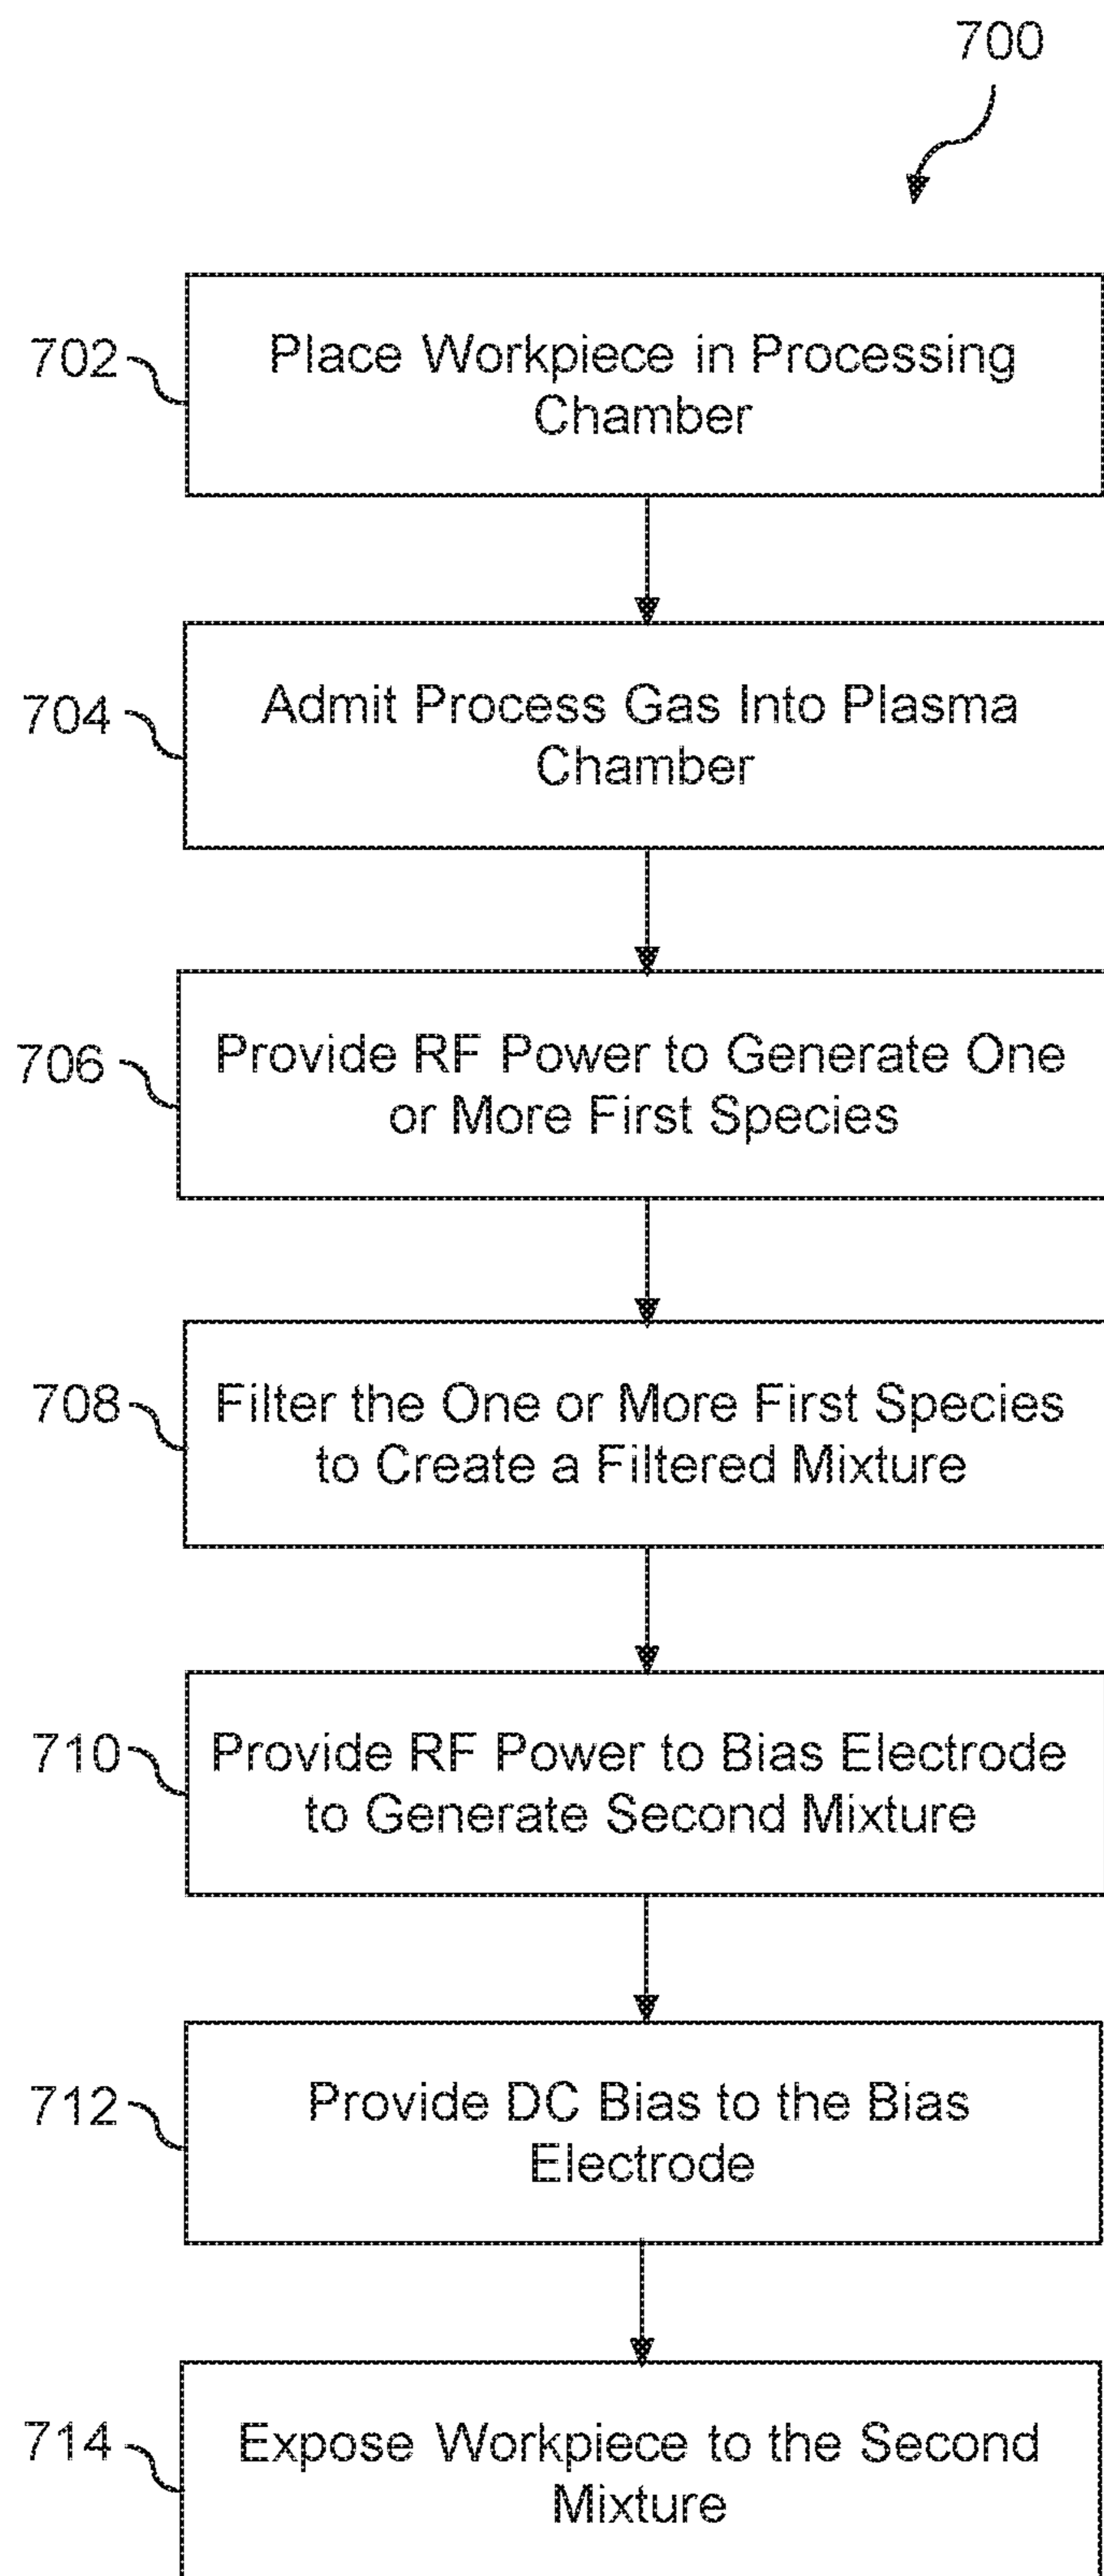 700
702
Place Workpiece in Processing
Chamber
704
Admit Process Gas Into Plasma
Chamber
706
Provide RF Power to Generate One
or More First Species
708
Filter the One or More First Species
to Create a Filtered Mixture
710
Provide RF Power to Bias Electrode
to Generate Second Mixture
712
Provide DC Bias to the Bias
Electrode
714
Expose Workpiece to the Second
Mixture